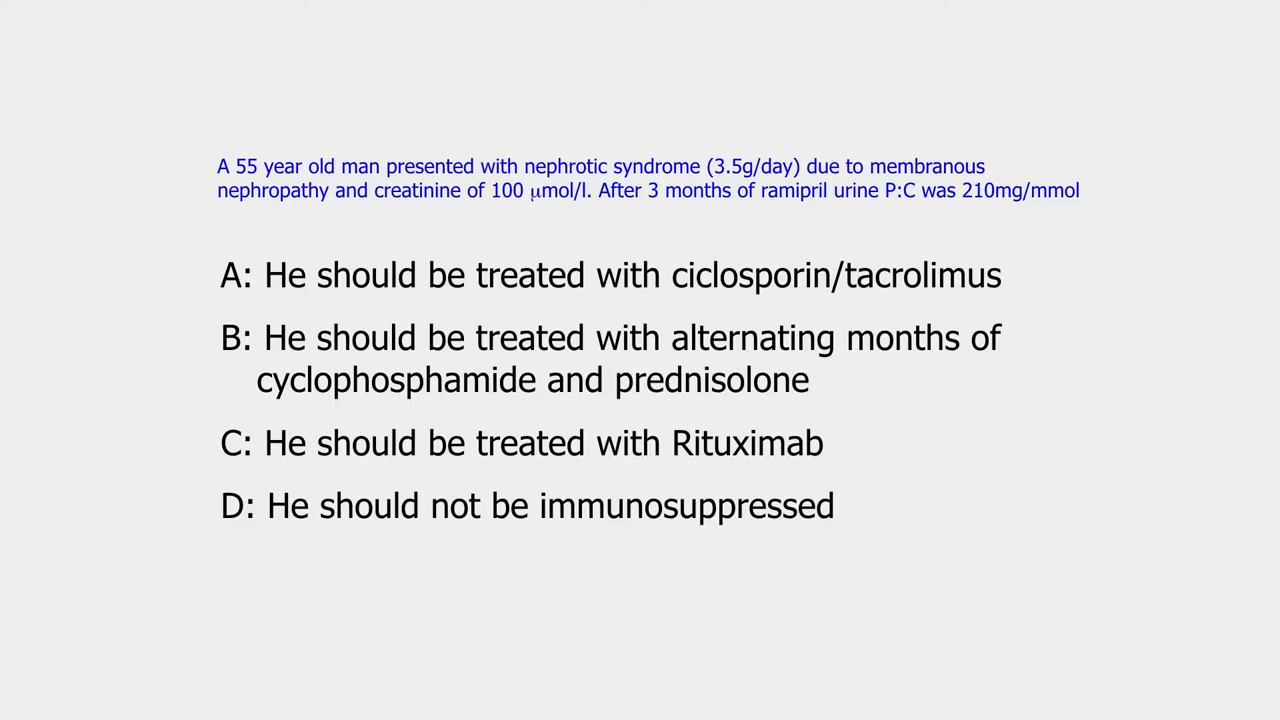 A 55 year old man presented with nephrotic syndrome (3.5g/day) due to membranous
nephropathy and creatinine of 100 μmol/l. After 3 months of ramipril urine P:C was 210mg/mmol
A: He should be treated with ciclosporin/tacrolimus
B: He should be treated with alternating months of
cyclophosphamide and prednisolone
C: He should be treated with Rituximab
D: He should not be immunosuppressed